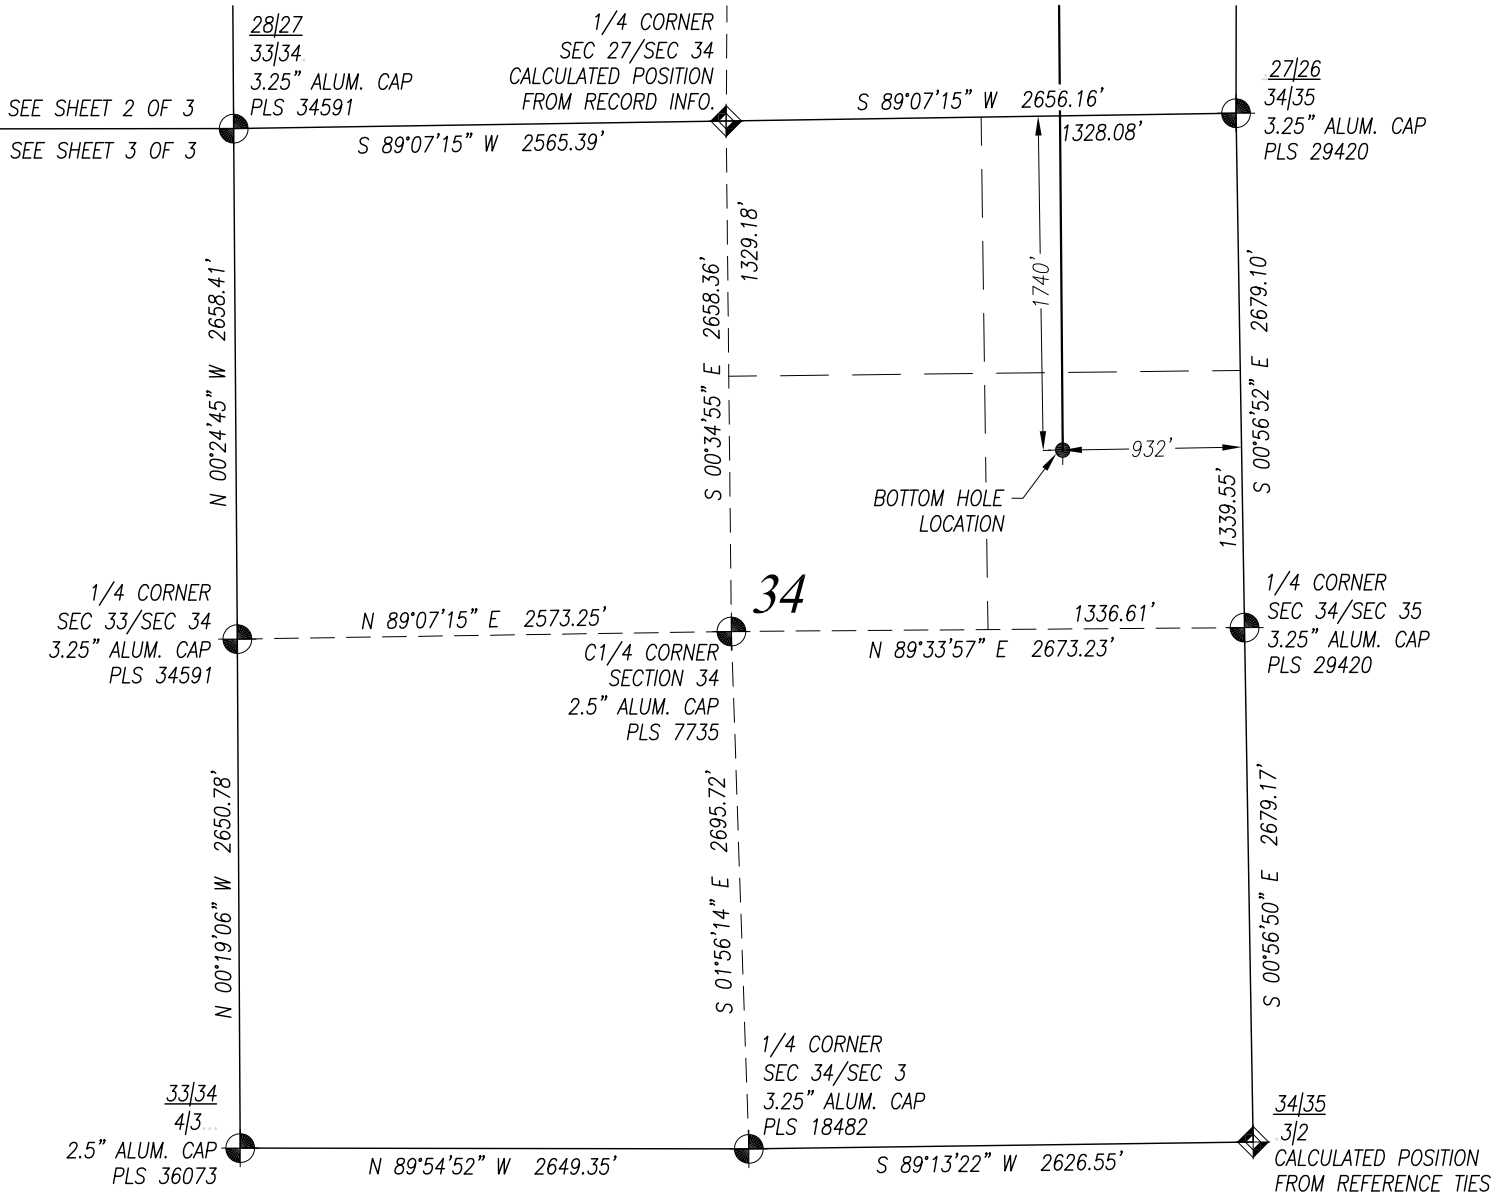 28|27
33|34
3.25” ALUM. CAP
PLS 34591
1/4 CORNER
SEC 27/SEC 34
CALCULATED POSITION
FROM RECORD INFO.
27|26
34|35
3.25” ALUM. CAP
PLS 29420
SEE SHEET 2 OF 3
SEE SHEET 3 OF 3
S 89°07’15” W 2565.39’
S 89°07’15” W 2656.16’
1328.08’
N 00°24’45” W 2658.41’
S 00°34’55” E 2658.36’
1329.18’
1740’
S 00°56’52” E 2679.10’
1339.55’
932’
BOTTOM HOLE
LOCATION
1/4 CORNER
SEC 33/SEC 34
3.25” ALUM. CAP
PLS 34591
N 89°07’15” E 2573.25’
34
C1/4 CORNER
SECTION 34
2.5” ALUM. CAP
PLS 7735
1336.61’
N 89°33’57” E 2673.23’
1/4 CORNER
SEC 34/SEC 35
3.25” ALUM. CAP
PLS 29420
N 00°19’06” W 2650.78’
S 01°56’14” E 2695.72’
S 00°56’50” E 2679.17’
33|34
4|3
2.5” ALUM. CAP
PLS 36073
N 89°54’52” W 2649.35’
1/4 CORNER
SEC 34/SEC 3
3.25” ALUM. CAP
PLS 18482
S 89°13’22” W 2626.55’
34|35
3|2
CALCULATED POSITION
FROM REFERENCE TIES